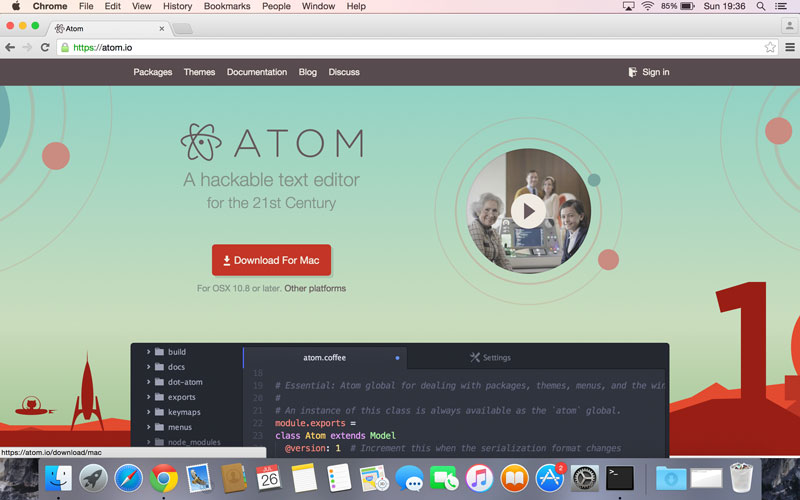 Chrome File Edit View History Bookmarks People Window Help 85% Sun 19:36
Atom
https://atom.io
Packages Themes Documentation Blog Discuss Sign in
ATOM
A hackable text editor
for the 21st Century
Download For Mac
For OSX 10.8 or later. Other platforms
1
build
docs
dot-atom
exports
keymaps
menus
node_modules
atom.coffee Settings
18
19 # Essential: Atom global for dealing with packages, themes, menus, and the win
20 #
21 # An instance of this class is always available as the `atom` global.
22 module.exports =
23 class Atom extends Model
@version: 1 # Increment this when the serialization format changes
https://atom.io/download/mac
JUL
26
2
>_